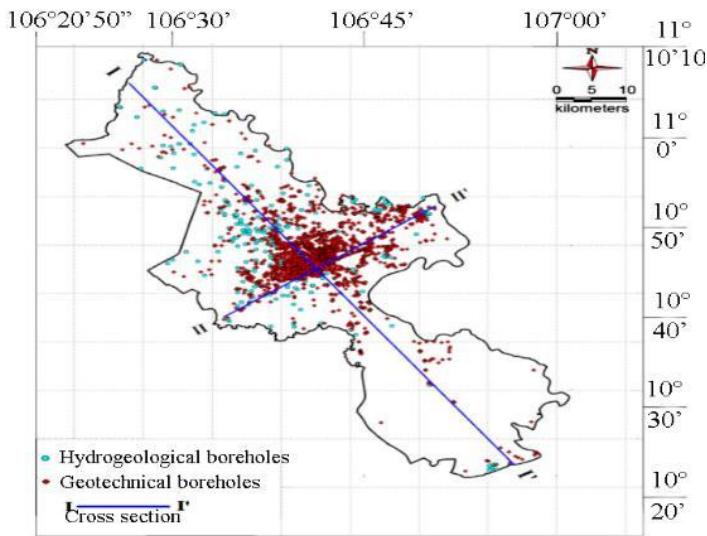 106°20'50” 106°30' 106°45' 107°00'
11°
10'10
N
0 5 10
kilometers
11°
0’
I
II'
10°
50’
II
10°
40’
10°
30’
Hydrogeological boreholes
Geotechnical boreholes
I I'
Cross section
I'
10°
20’